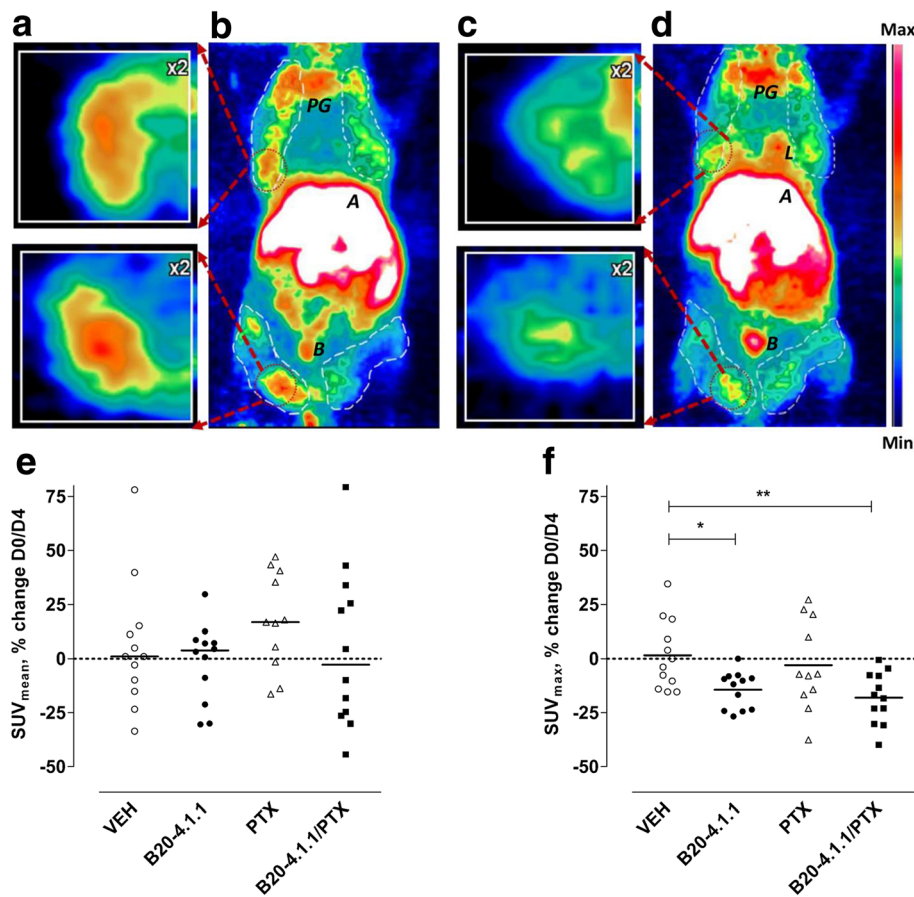 a
b
c
d
x2
x2
x2
x2
PG
A
B
PG
L
A
B
Max
Min
e
75
50
25
0
-25
-50
SUVmean, % change D0/D4
VEH
B20-4.1.1
PTX
B20-4.1.1/PTX
f
75
50
25
0
-25
-50
SUVmax, % change D0/D4
**
*
VEH
B20-4.1.1
PTX
B20-4.1.1/PTX